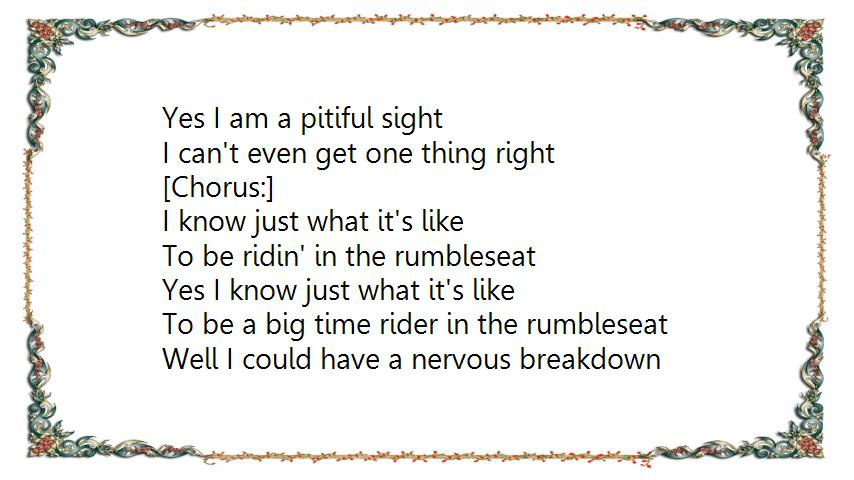 Yes I am a pitiful sight
I can't even get one thing right
[Chorus:]
I know just what it's like
To be ridin' in the rumbleseat
Yes I know just what it's like
To be a big time rider in the rumbleseat
Well I could have a nervous breakdown